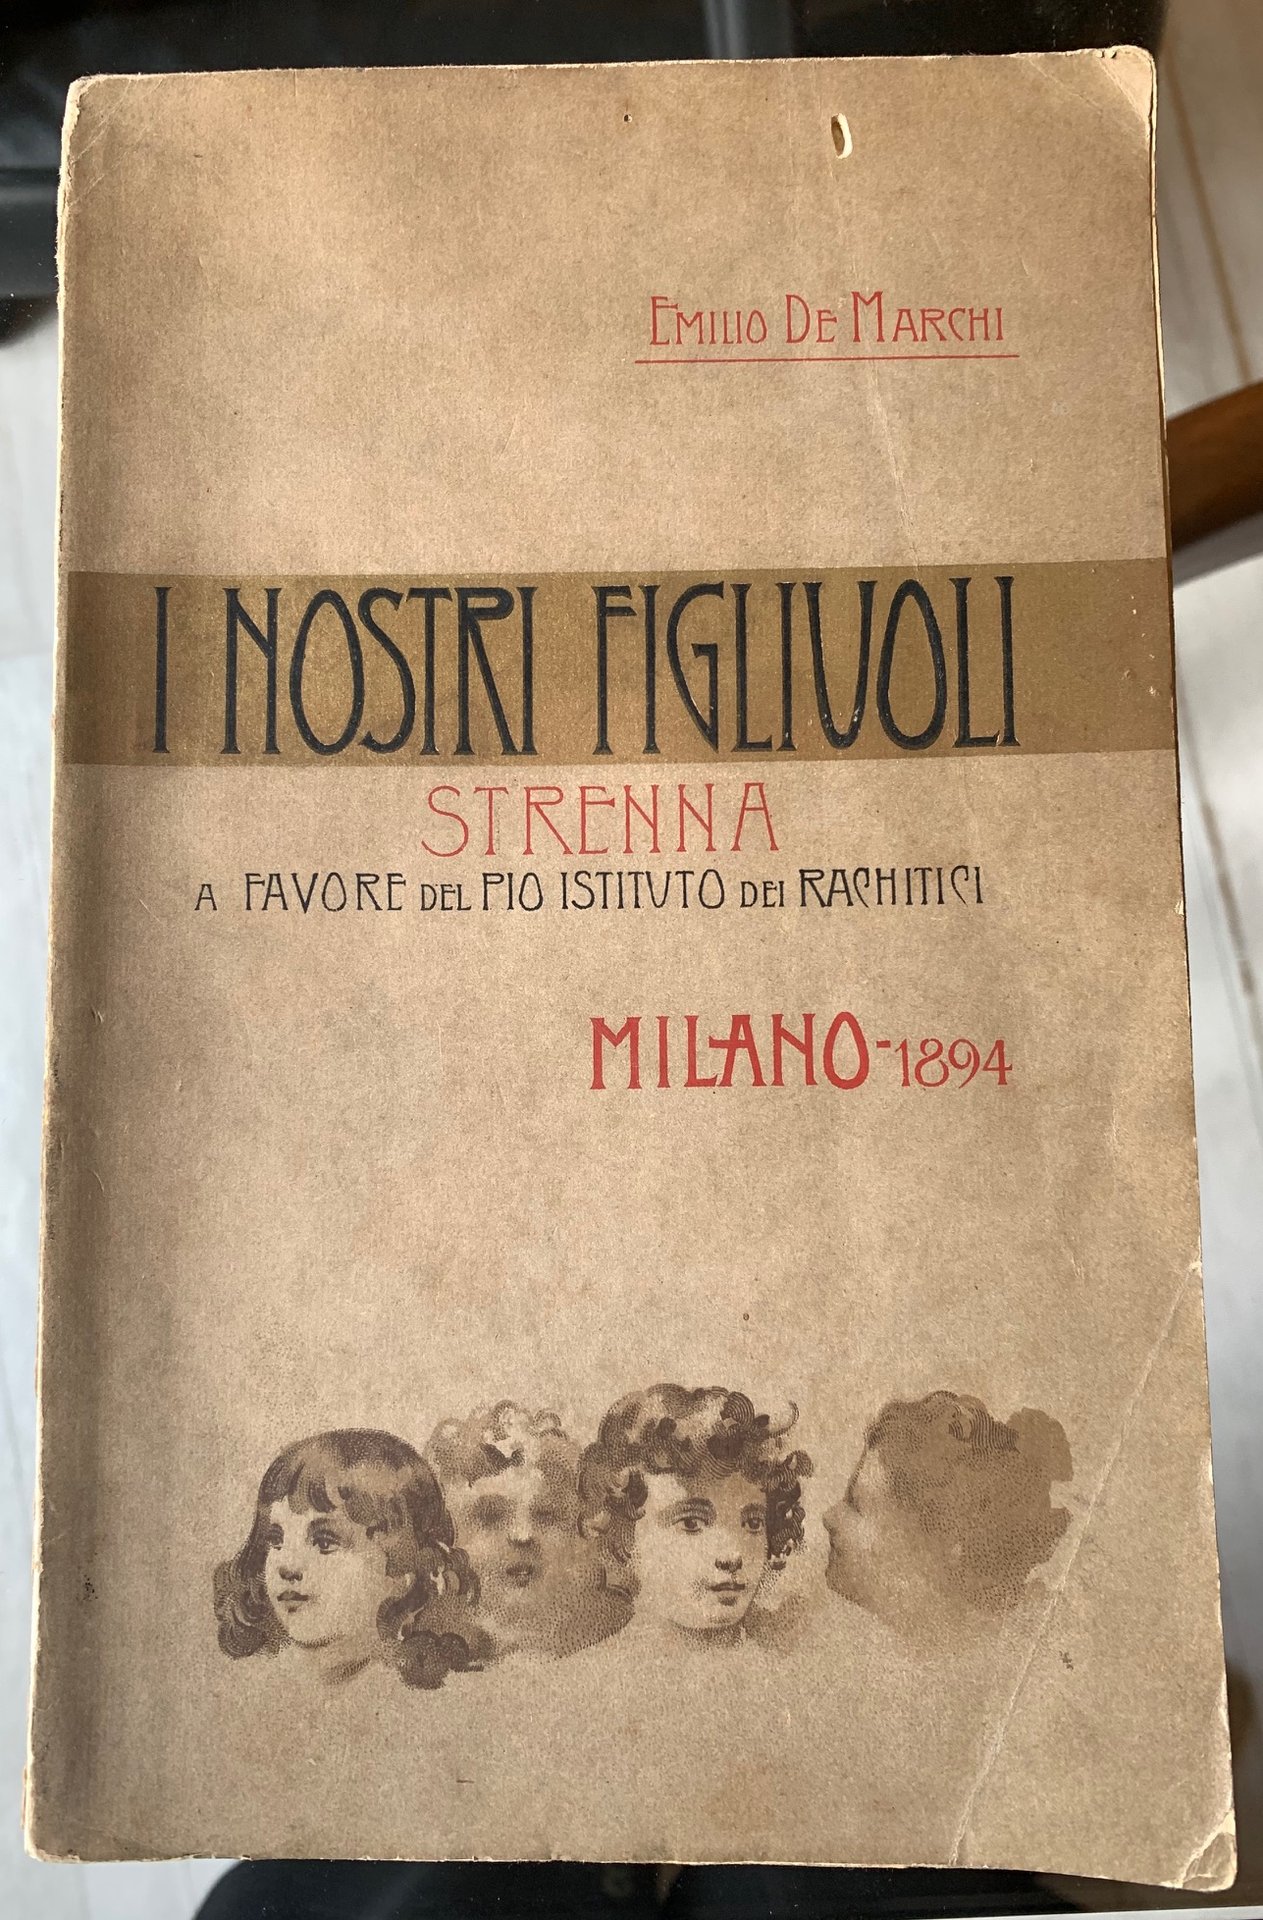 EMILIO DE MARCHI
I NOSTRI FIGLIUOLI
STRENNA
A FAVORE DEL PIO ISTITUTO DEI RACHITICI
MILANO-1894